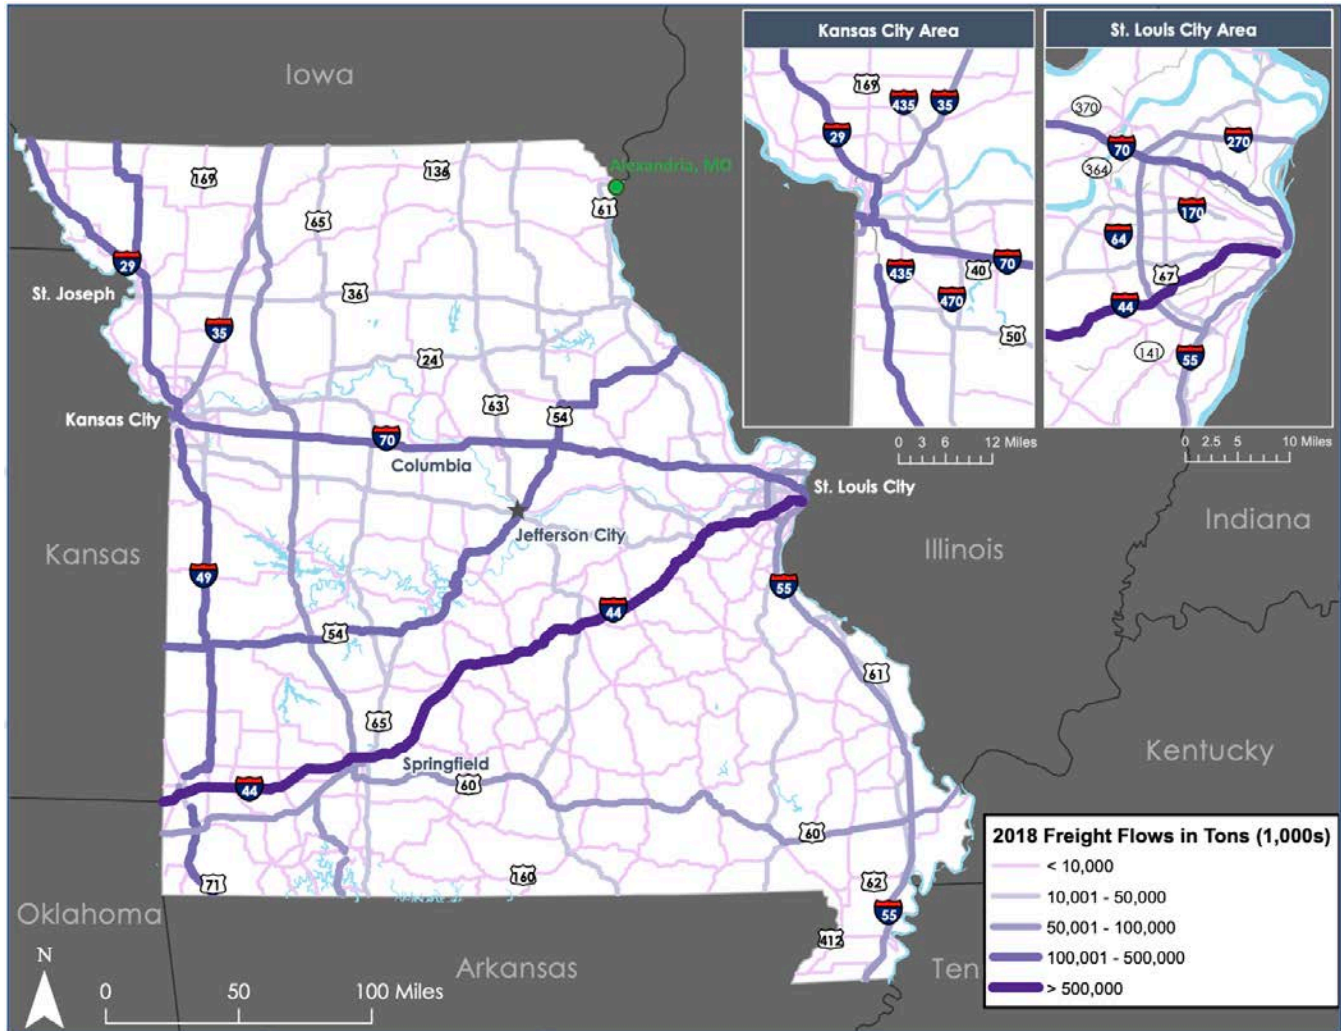 Iowa
Kansas City Area
169
435
35
29
435
40
70
470
50
0 3 6 12 Miles
St. Louis City Area
370
70
270
364
170
64
67
44
141
55
0 2.5 5 10 Miles
169
136
Alexandria, MO
61
65
29
St. Joseph
36
35
24
63
54
Kansas City
70
Columbia
St. Louis City
Jefferson City
Kansas
Illinois
Indiana
49
55
44
54
61
65
Kentucky
Springfield
44
60
60
71
160
62
55
412
Oklahoma
Arkansas
Ten
N
0 50 100 Miles
2018 Freight Flows in Tons (1,000s)
< 10,000
10,001 - 50,000
50,001 - 100,000
100,001 - 500,000
> 500,000